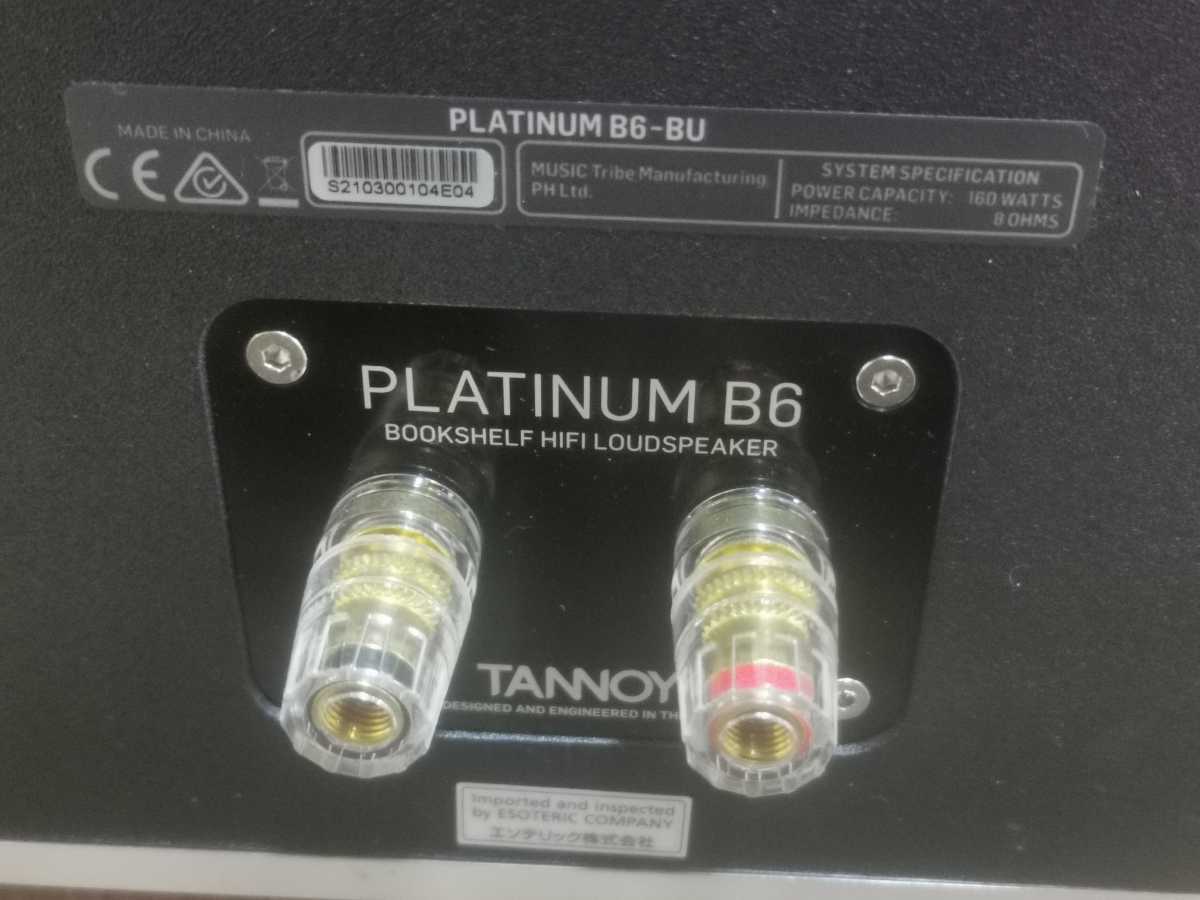 PLATINUM B6-BU
MADE IN CHINA
CE
S210300104E04
MUSIC Tribe Manufacturing
PH Ltd.
SYSTEM SPECIFICATION
POWER CAPACITY: 160 WATTS
IMPEDANCE: 8 OHMS
PLATINUM B6
BOOKSHELF HIFI LOUDSPEAKER
TANNOY
DESIGNED AND ENGINEERED IN THE
Imported and inspected
by ESOTERIC COMPANY
エソテリック株式会社